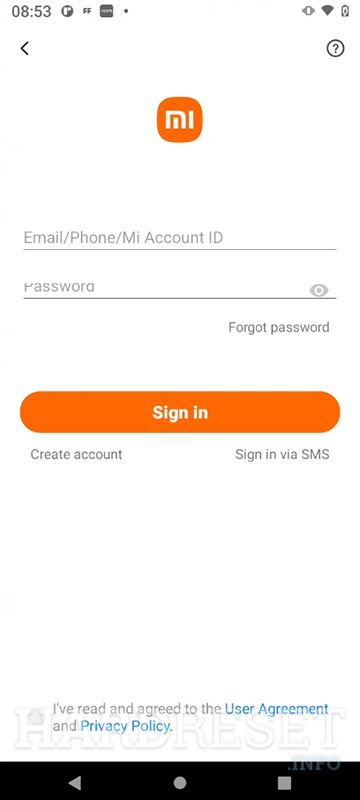 08:53
FF
mi
Email/Phone/Mi Account ID
Password
Forgot password
Sign in
Create account
Sign in via SMS
I've read and agreed to the User Agreement
and Privacy Policy.
HARDRESET
.INFO